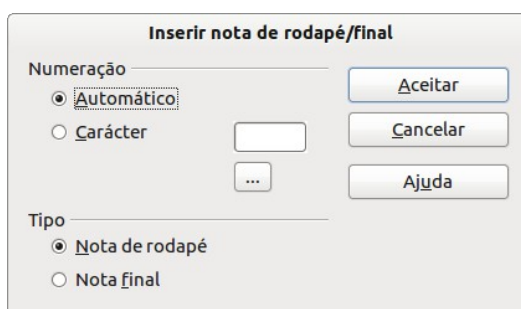 Inserir nota de rodapé/final
Numeração
Automático
Carácter
...
Tipo
Nota de rodapé
Nota final
Aceitar
Cancelar
Ajuda